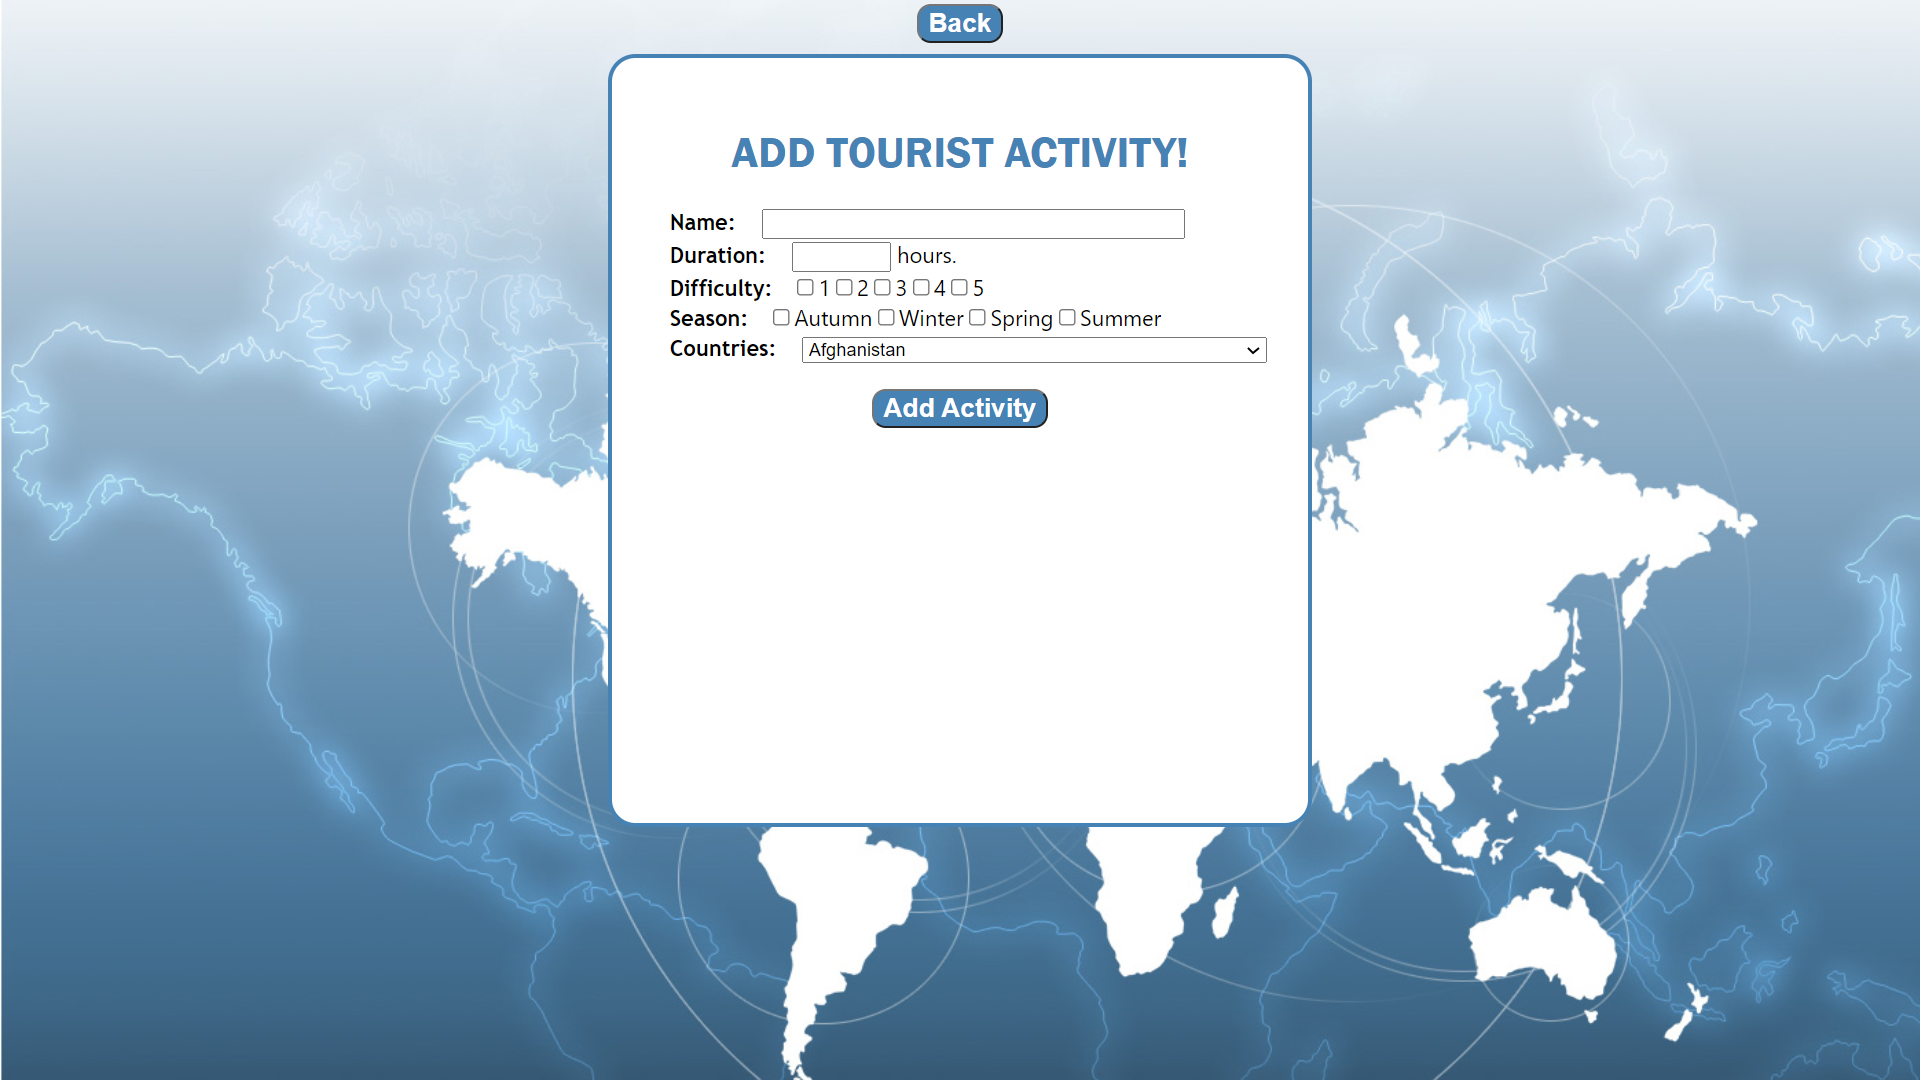 Back
ADD TOURIST ACTIVITY!
Name:
Duration: hours.
Difficulty: 1 2 3 4 5
Season: Autumn Winter Spring Summer
Countries: Afghanistan
Add Activity